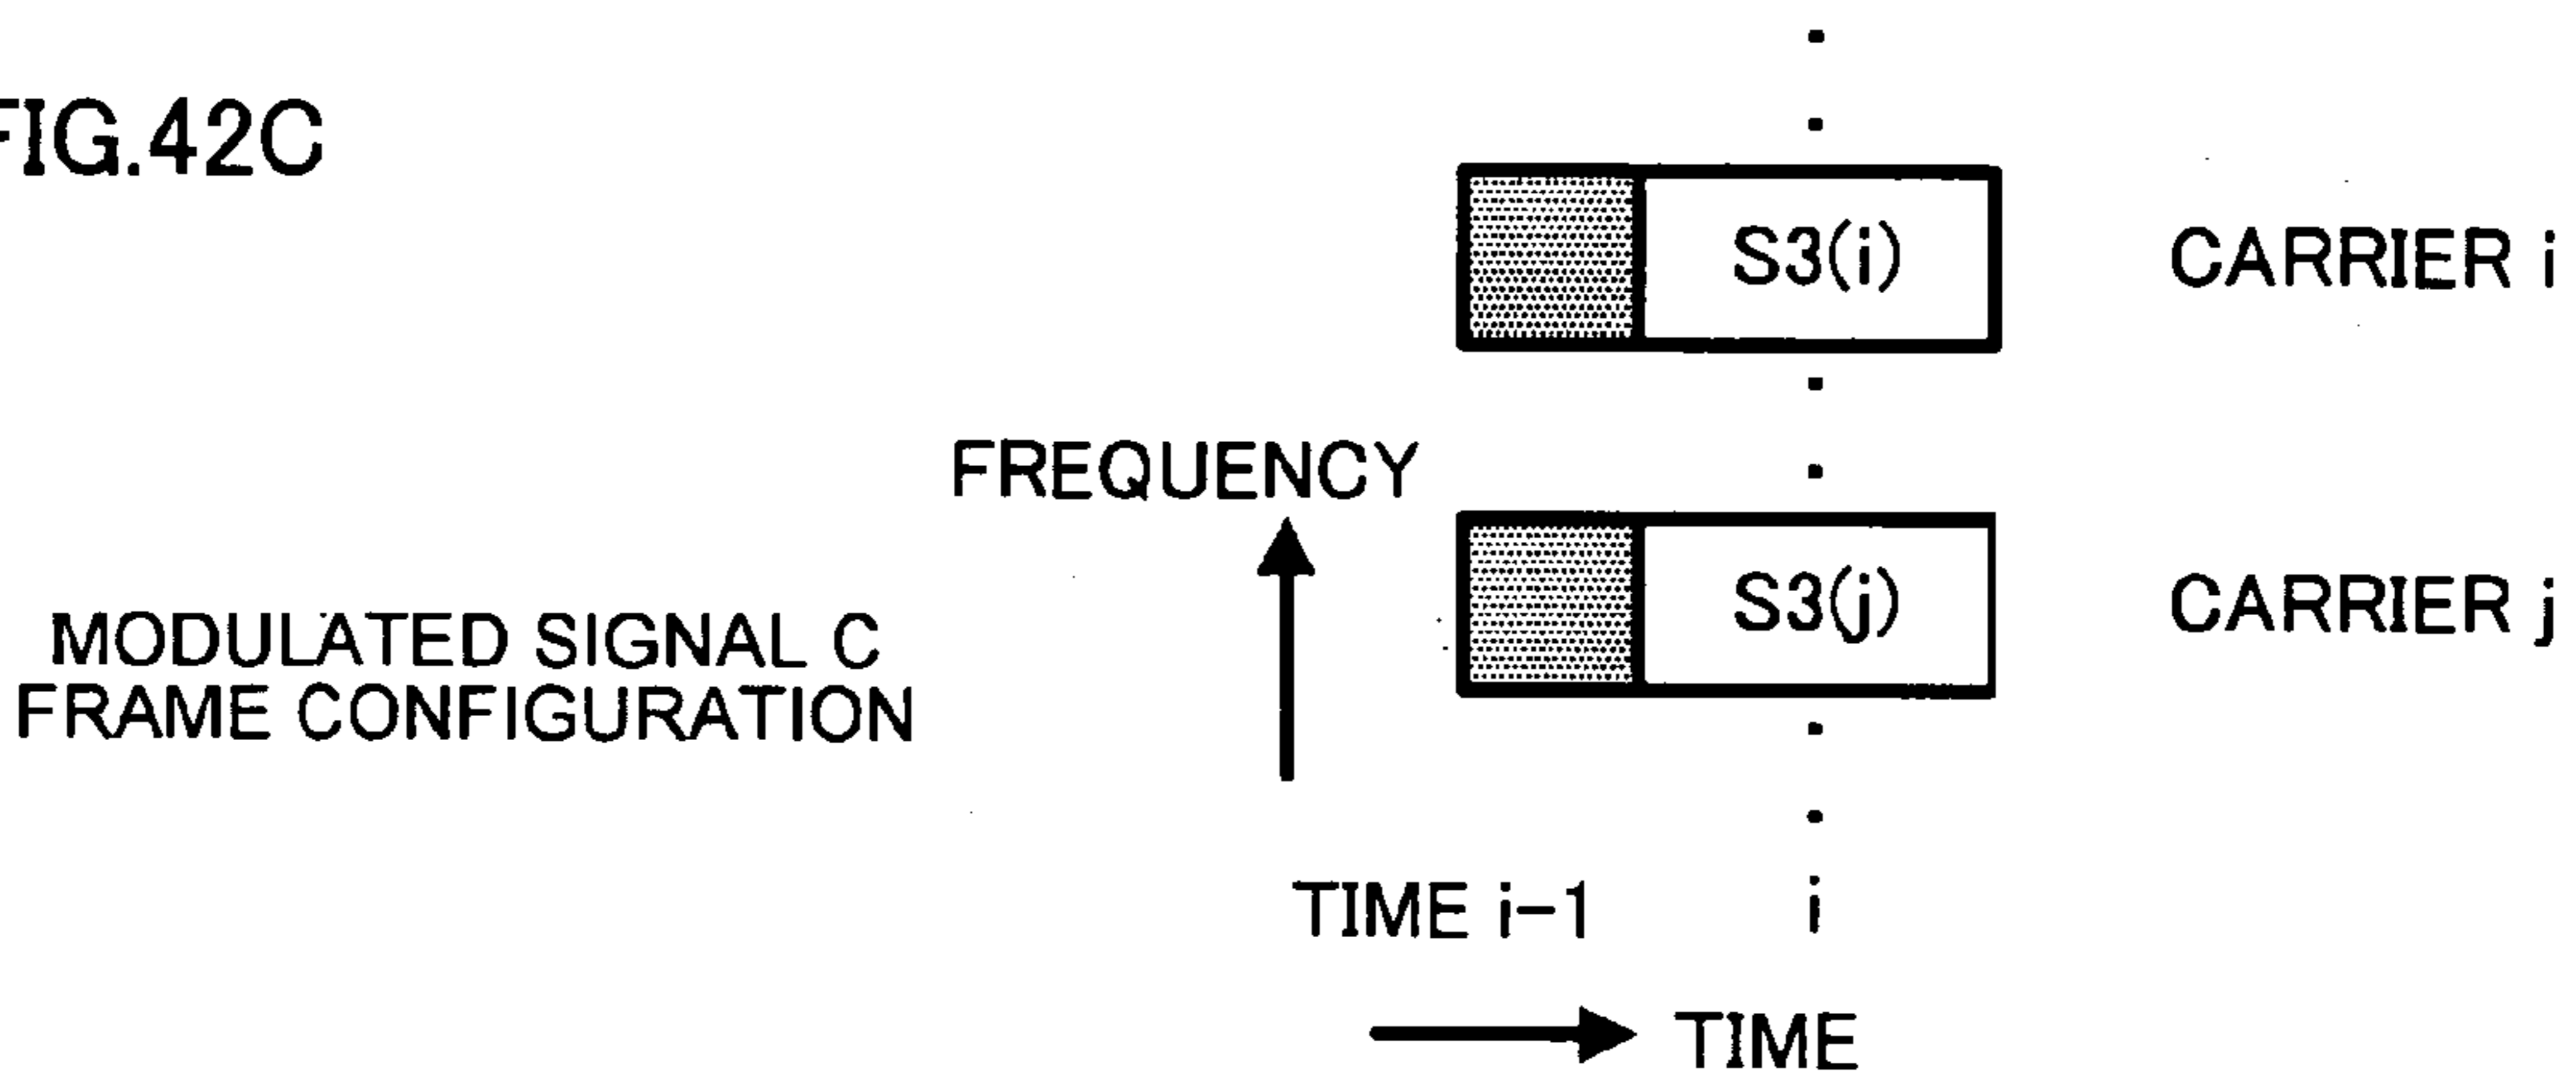 FIG.42C
S3(i) CARRIER i
FREQUENCY
S3(j) CARRIER j
MODULATED SIGNAL C
FRAME CONFIGURATION
TIME i-1 i
TIME